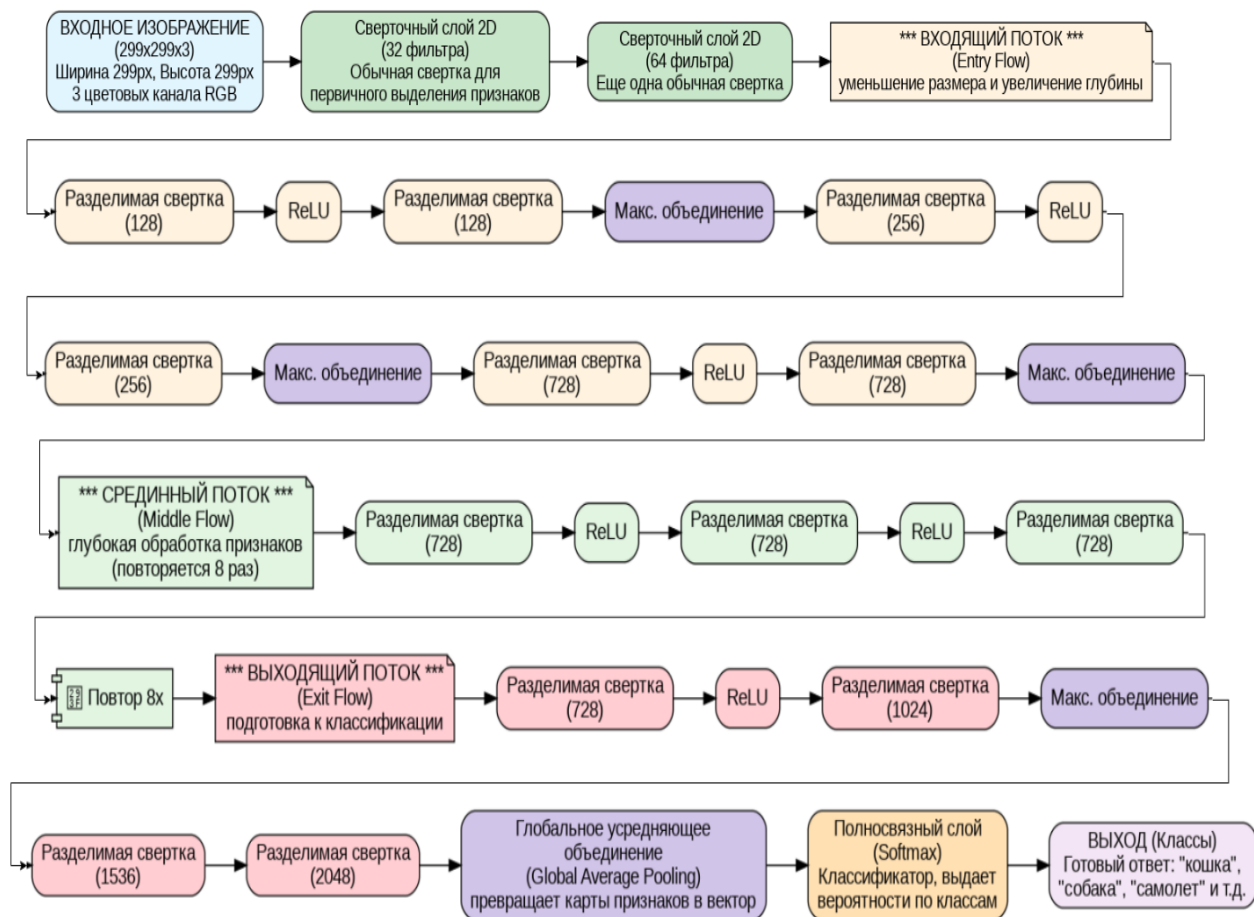 ВХОДНОЕ ИЗОБРАЖЕНИЕ
(299x299x3)
Ширина 299px, Высота 299px
3 цветовых канала RGB
Сверточный слой 2D
(32 фильтра)
Обычная свертка для
первичного выделения признаков
Сверточный слой 2D
(64 фильтра)
Еще одна обычная свертка
*** ВХОДЯЩИЙ ПОТОК ***
(Entry Flow)
уменьшение размера и увеличение глубины
Разделимая свертка
(128)
ReLU
Разделимая свертка
(128)
Макс. объединение
Разделимая свертка
(256)
ReLU
Разделимая свертка
(256)
Макс. объединение
Разделимая свертка
(728)
ReLU
Разделимая свертка
(728)
Макс. объединение
*** СРЕДИННЫЙ ПОТОК ***
(Middle Flow)
глубокая обработка признаков
(повторяется 8 раз)
Разделимая свертка
(728)
ReLU
Разделимая свертка
(728)
ReLU
Разделимая свертка
(728)
Повтор 8x
*** ВЫХОДЯЩИЙ ПОТОК ***
(Exit Flow)
подготовка к классификации
Разделимая свертка
(728)
ReLU
Разделимая свертка
(1024)
Макс. объединение
Разделимая свертка
(1536)
Разделимая свертка
(2048)
Глобальное усредняющее
объединение
(Global Average Pooling)
превращает карты признаков в вектор
Полносвязный слой
(Softmax)
Классификатор, выдает
вероятности по классам
ВЫХОД (Классы)
Готовый ответ: "кошка",
"собака", "самолет" и т.д.